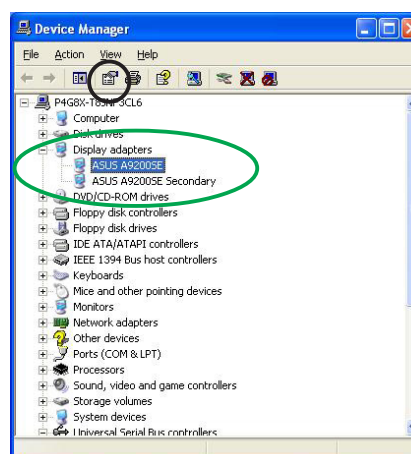 Device Manager
File Action View Help
P4G8X-T85NP3CL6
Computer
Disk drives
Display adapters
ASUS A9200SE
ASUS A9200SE Secondary
DVD/CD-ROM drives
Floppy disk controllers
Floppy disk drives
IDE ATA/ATAPI controllers
IEEE 1394 Bus host controllers
Keyboards
Mice and other pointing devices
Monitors
Network adapters
Other devices
Ports (COM & LPT)
Processors
Sound, video and game controllers
Storage volumes
System devices
Universal Serial Bus controllers